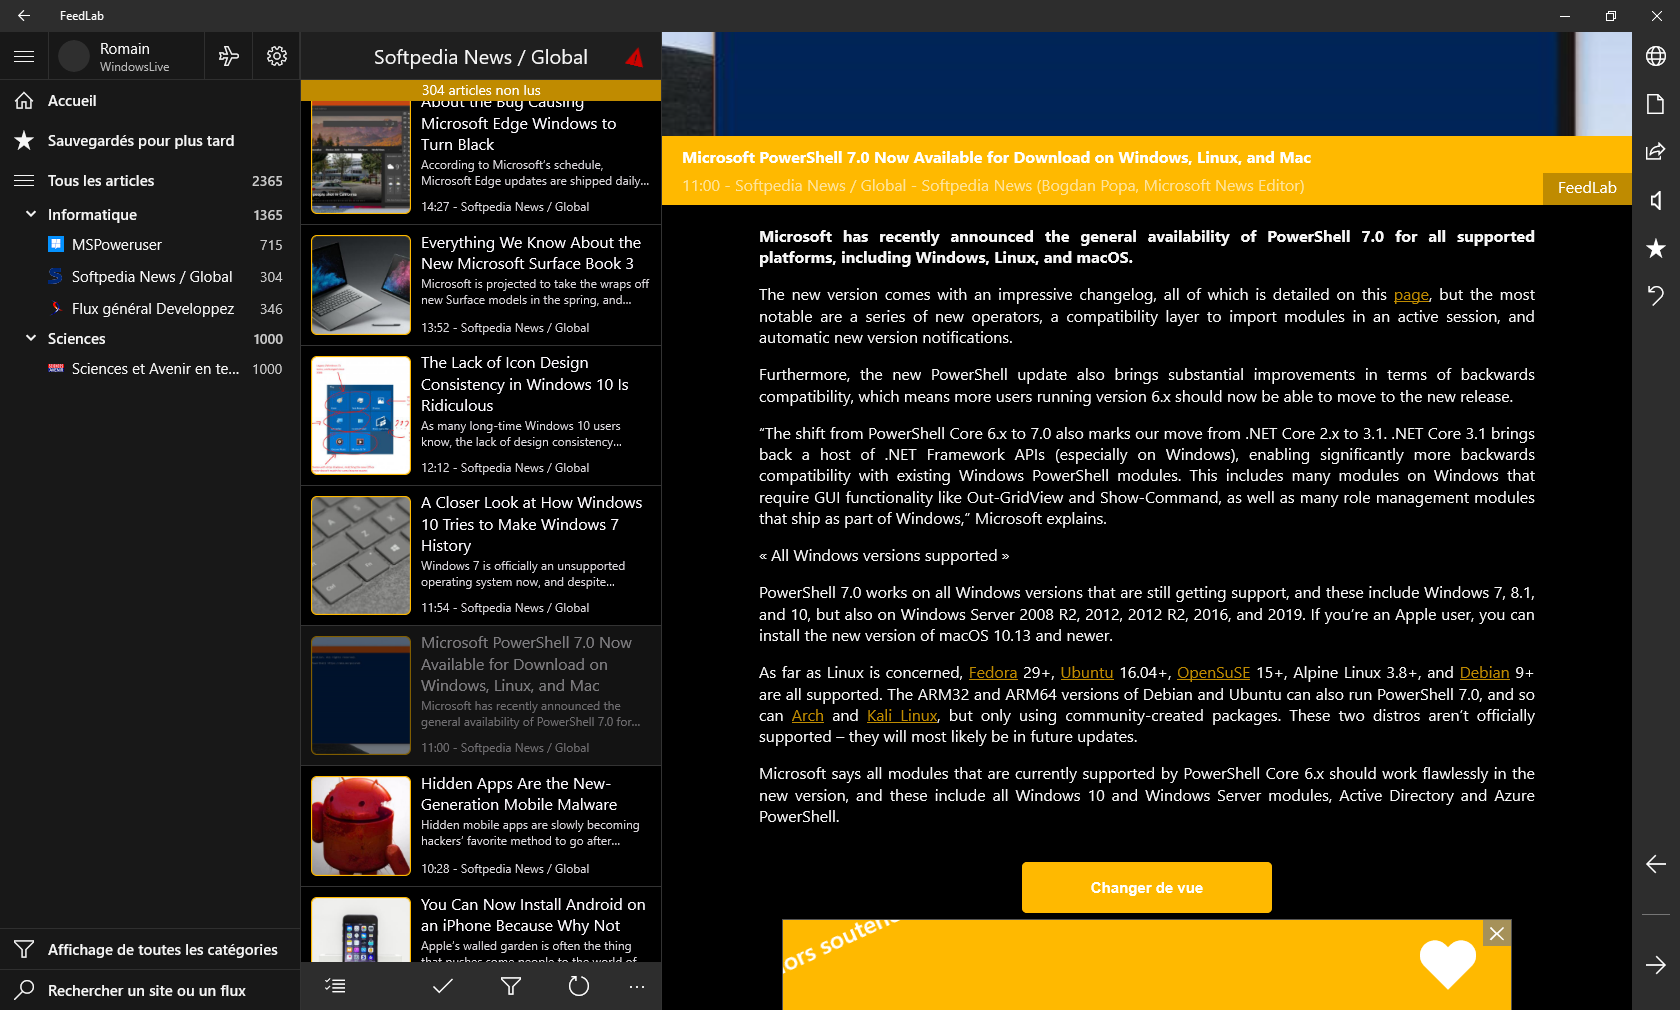 FeedLab
Romain
WindowsLive
Accueil
Sauvegardés pour plus tard
Tous les articles 2365
Informatique 1365
MSPoweruser 715
Softpedia News / Global 304
Flux général Developpez 346
Sciences 1000
Sciences et Avenir en te... 1000
Affichage de toutes les catégories
Rechercher un site ou un flux
Softpedia News / Global
304 articles non lus
About the Bug Causing
Microsoft Edge Windows to
Turn Black
According to Microsoft's schedule,
Microsoft Edge updates are shipped daily...
14:27 - Softpedia News / Global
Everything We Know About the
New Microsoft Surface Book 3
Microsoft is projected to take the wraps off
new Surface models in the spring, and...
13:52 - Softpedia News / Global
The Lack of Icon Design
Consistency in Windows 10 Is
Ridiculous
As many long-time Windows 10 users
know, the lack of design consistency...
12:12 - Softpedia News / Global
A Closer Look at How Windows
10 Tries to Make Windows 7
History
Windows 7 is officially an unsupported
operating system now, and despite...
11:54 - Softpedia News / Global
Microsoft PowerShell 7.0 Now
Available for Download on
Windows, Linux, and Mac
Microsoft has recently announced the
general availability of PowerShell 7.0 for...
11:00 - Softpedia News / Global
Hidden Apps Are the New-
Generation Mobile Malware
Hidden mobile apps are slowly becoming
hackers' favorite method to go after...
10:28 - Softpedia News / Global
You Can Now Install Android on
an iPhone Because Why Not
Apple's walled garden is often the thing
that pushes some people to the world of
Microsoft PowerShell 7.0 Now Available for Download on Windows, Linux, and Mac
11:00 - Softpedia News / Global - Softpedia News (Bogdan Popa, Microsoft News Editor)
FeedLab
Microsoft has recently announced the general availability of PowerShell 7.0 for all supported
platforms, including Windows, Linux, and macOS.
The new version comes with an impressive changelog, all of which is detailed on this page, but the most
notable are a series of new operators, a compatibility layer to import modules in an active session, and
automatic new version notifications.
Furthermore, the new PowerShell update also brings substantial improvements in terms of backwards
compatibility, which means more users running version 6.x should now be able to move to the new release.
“The shift from PowerShell Core 6.x to 7.0 also marks our move from .NET Core 2.x to 3.1. .NET Core 3.1 brings
back a host of .NET Framework APIs (especially on Windows), enabling significantly more backwards
compatibility with existing Windows PowerShell modules. This includes many modules on Windows that
require GUI functionality like Out-GridView and Show-Command, as well as many role management modules
that ship as part of Windows,” Microsoft explains.
« All Windows versions supported »
PowerShell 7.0 works on all Windows versions that are still getting support, and these include Windows 7, 8.1,
and 10, but also on Windows Server 2008 R2, 2012, 2012 R2, 2016, and 2019. If you’re an Apple user, you can
install the new version of macOS 10.13 and newer.
As far as Linux is concerned, Fedora 29+, Ubuntu 16.04+, OpenSuSE 15+, Alpine Linux 3.8+, and Debian 9+
are all supported. The ARM32 and ARM64 versions of Debian and Ubuntu can also run PowerShell 7.0, and so
can Arch and Kali Linux, but only using community-created packages. These two distros aren’t officially
supported – they will most likely be in future updates.
Microsoft says all modules that are currently supported by PowerShell Core 6.x should work flawlessly in the
new version, and these include all Windows 10 and Windows Server modules, Active Directory and Azure
PowerShell.
Changer de vue